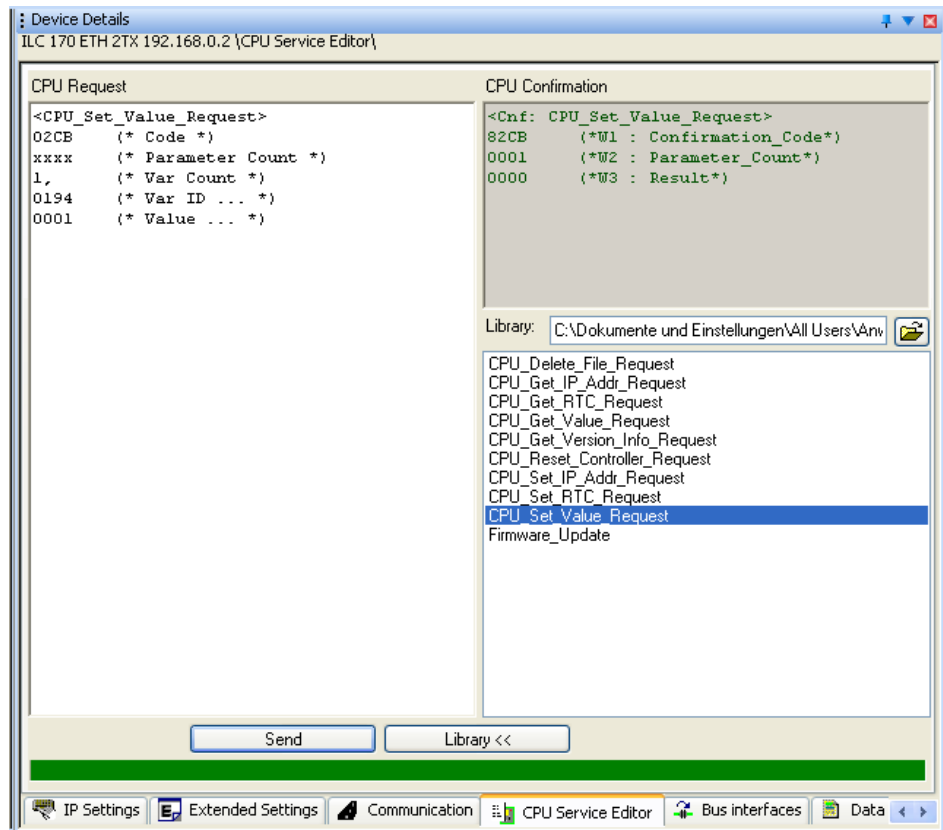 Device Details
ILC 170 ETH 2TX 192.168.0.2 \CPU Service Editor\
CPU Request
<CPU_Set_Value_Request>
02CB (* Code *)
xxxx (* Parameter Count *)
1, (* Var Count *)
0194 (* Var ID ... *)
0001 (* Value ... *)
CPU Confirmation
<Cnf: CPU_Set_Value_Request>
82CB (*W1 : Confirmation_Code*)
0001 (*W2 : Parameter_Count*)
0000 (*W3 : Result*)
Library: C:\Dokumente und Einstellungen\All Users\Anw
CPU_Delete_File_Request
CPU_Get_IP_Addr_Request
CPU_Get_RTC_Request
CPU_Get_Value_Request
CPU_Get_Version_Info_Request
CPU_Reset_Controller_Request
CPU_Set_IP_Addr_Request
CPU_Set_RTC_Request
CPU_Set_Value_Request
Firmware_Update
Send Library <<
IP Settings Extended Settings Communication CPU Service Editor Bus interfaces Data